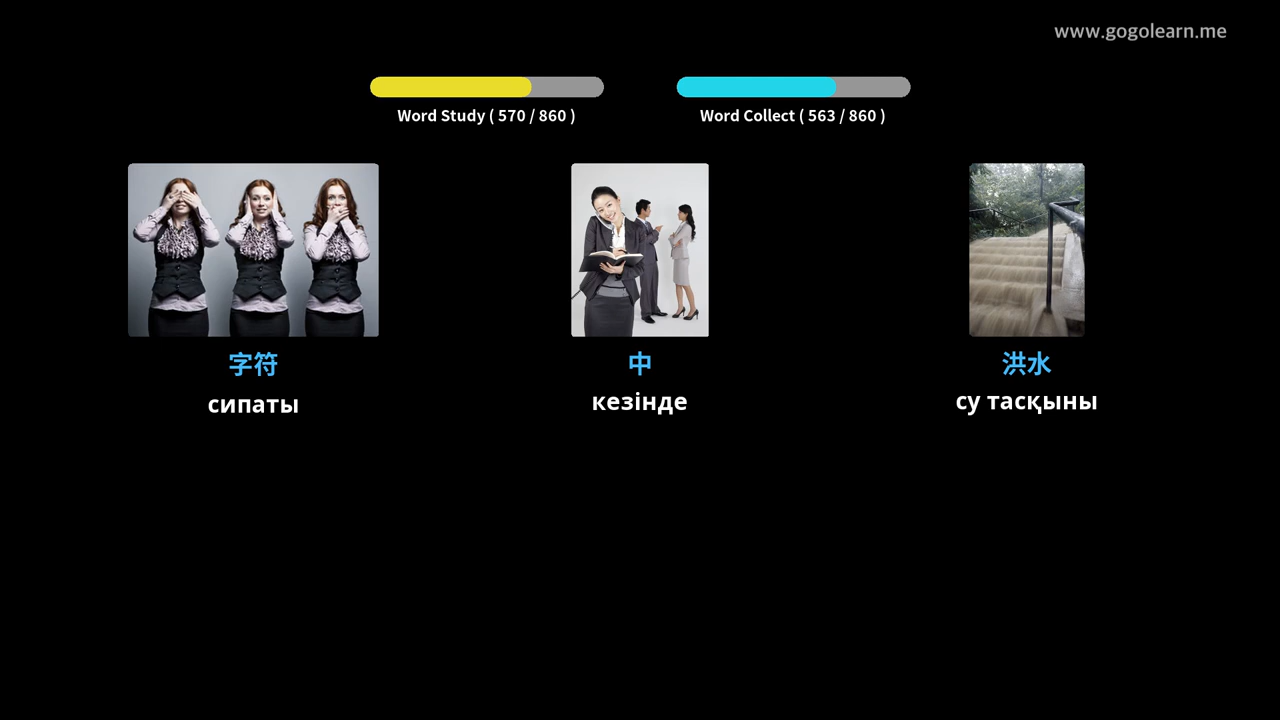 www.gogolearn.me
Word Study ( 570 / 860 )
Word Collect ( 563 / 860 )
字符
中
洪水
сипаты
кезінде
су тасқыны